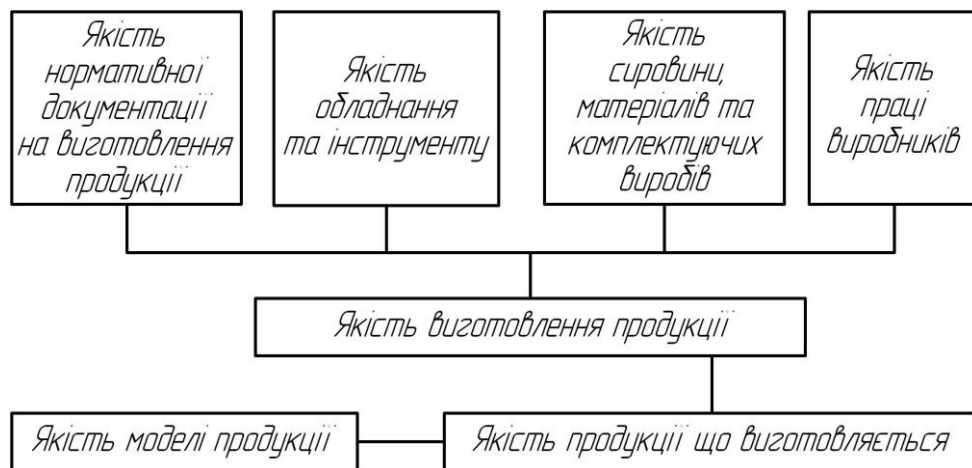 Якість
нормативної
документації
на виготовлення
продукції
Якість
обладнання
та інструменту
Якість
сировини,
матеріалів та
комплектуючих
виробів
Якість
праці
виробників
Якість виготовлення продукції
Якість моделі продукції
Якість продукції що виготовляється